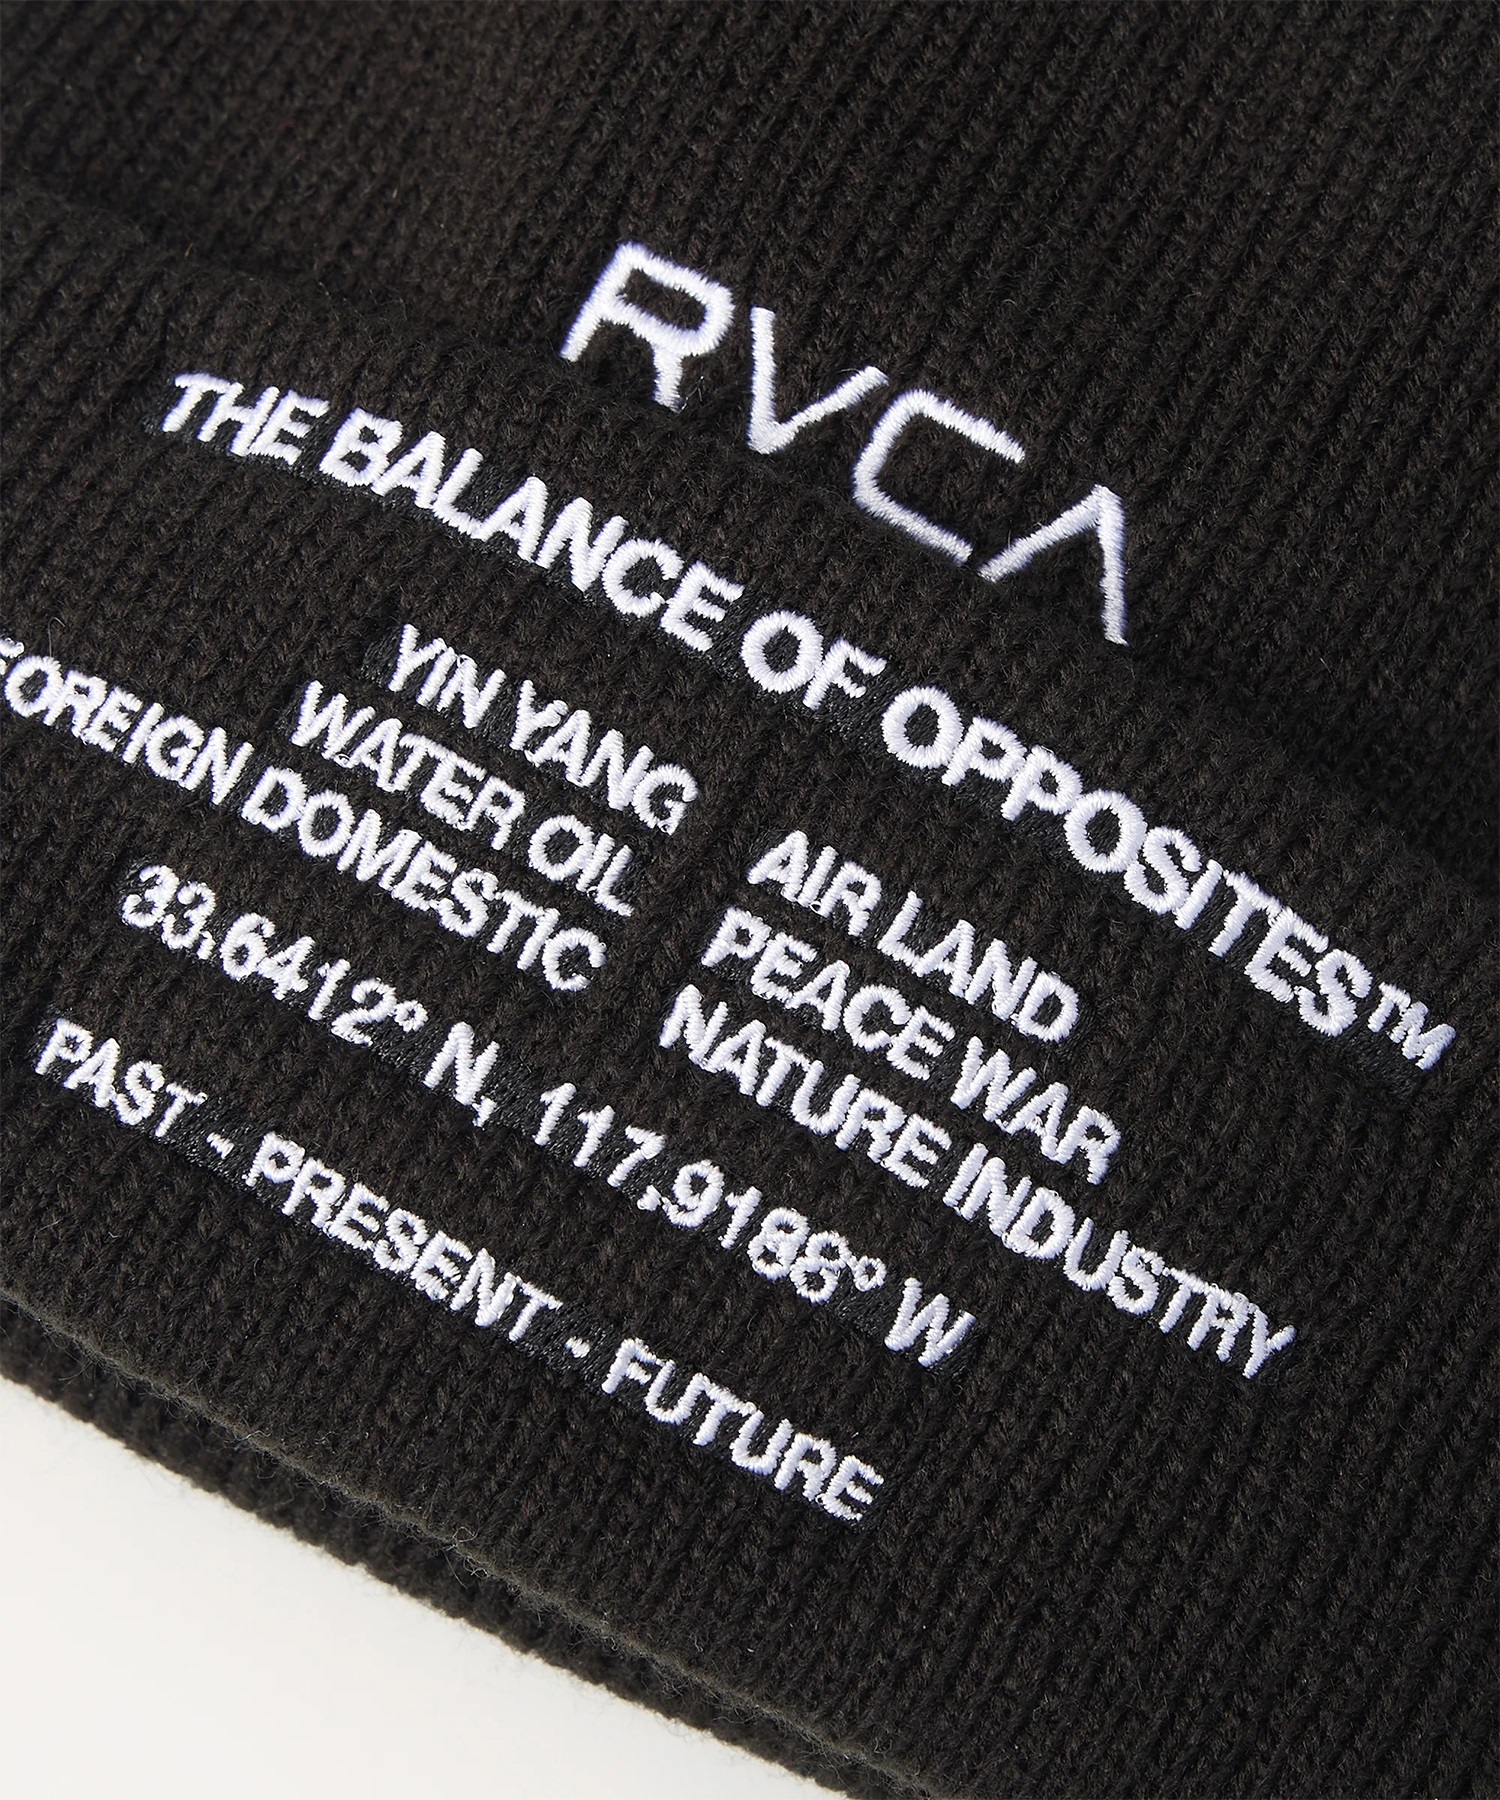 RVCA
THE BALANCE OF OPPOSITES™
YIN YANG
WATER OIL
FOREIGN DOMESTIC
AIR LAND
PEACE WAR
NATURE INDUSTRY
33.6412° N, 117.9188° W
PAST - PRESENT - FUTURE